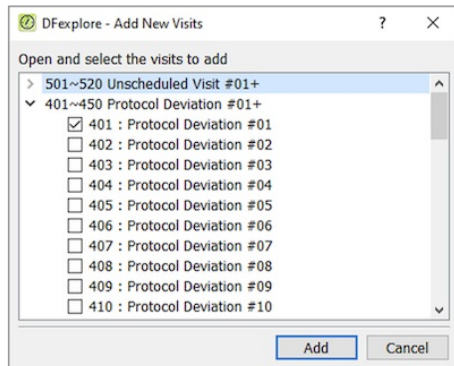 DFexplore - Add New Visits
Open and select the visits to add
501~520 Unscheduled Visit #01+
401~450 Protocol Deviation #01+
401 : Protocol Deviation #01
402 : Protocol Deviation #02
403 : Protocol Deviation #03
404 : Protocol Deviation #04
405 : Protocol Deviation #05
406 : Protocol Deviation #06
407 : Protocol Deviation #07
408 : Protocol Deviation #08
409 : Protocol Deviation #09
410 : Protocol Deviation #10
Add Cancel